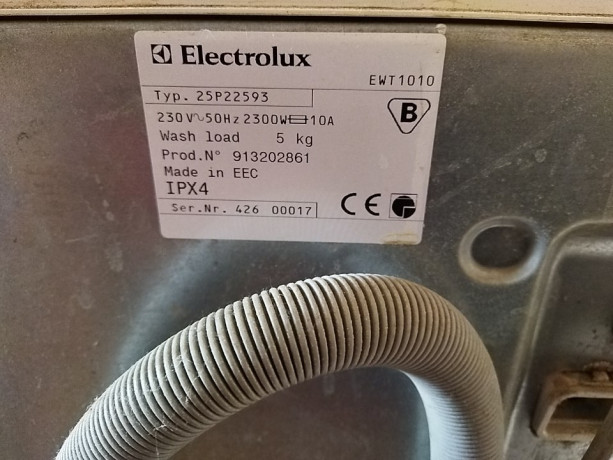 Electrolux
EWT1010
Typ. 25P22593
230V~50Hz 2300W 10A
Wash load 5 kg
B
Prod.N° 913202861
Made in EEC
IPX4
Ser.Nr. 426 00017
CE